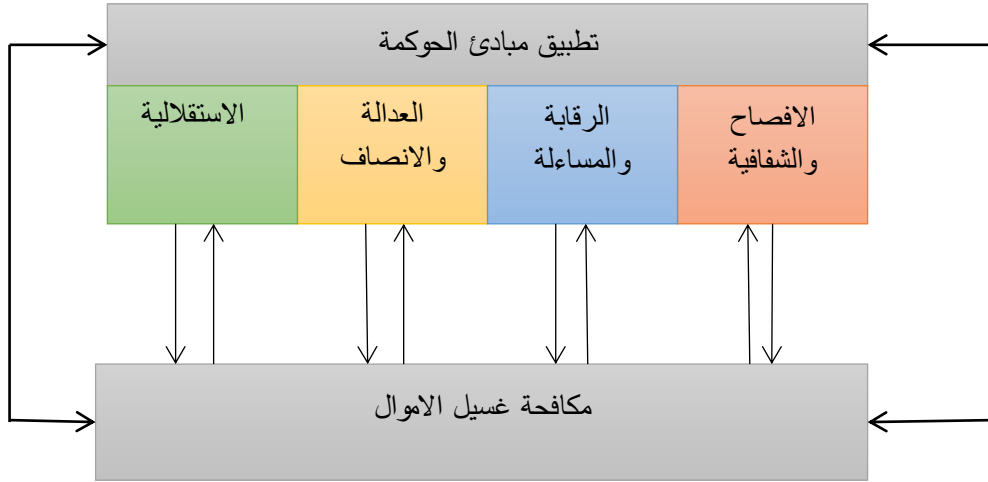 تطبيق مبادئ الحوكمة
الافصاح
والشفافية
الرقابة
والمساءلة
العدالة
والانصاف
الاستقلالية
مكافحة غسيل الاموال